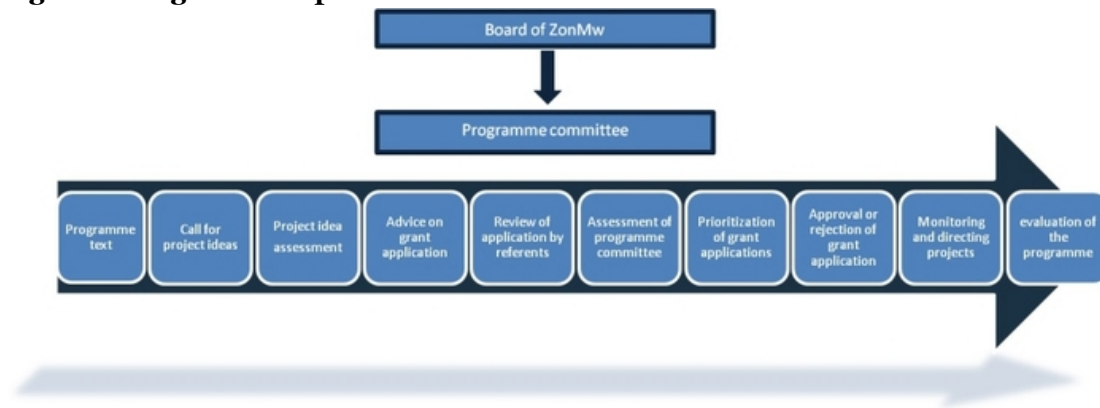 Board of ZonMw
Programme committee
Programme
text
Call for
project ideas
Project idea
assessment
Advice on
grant
application
Review of
application by
referents
Assessment of
programme
committee
Prioritization
of grant
applications
Approval or
rejection of
grant
application
Monitoring
and directing
projects
evaluation of
the
programme